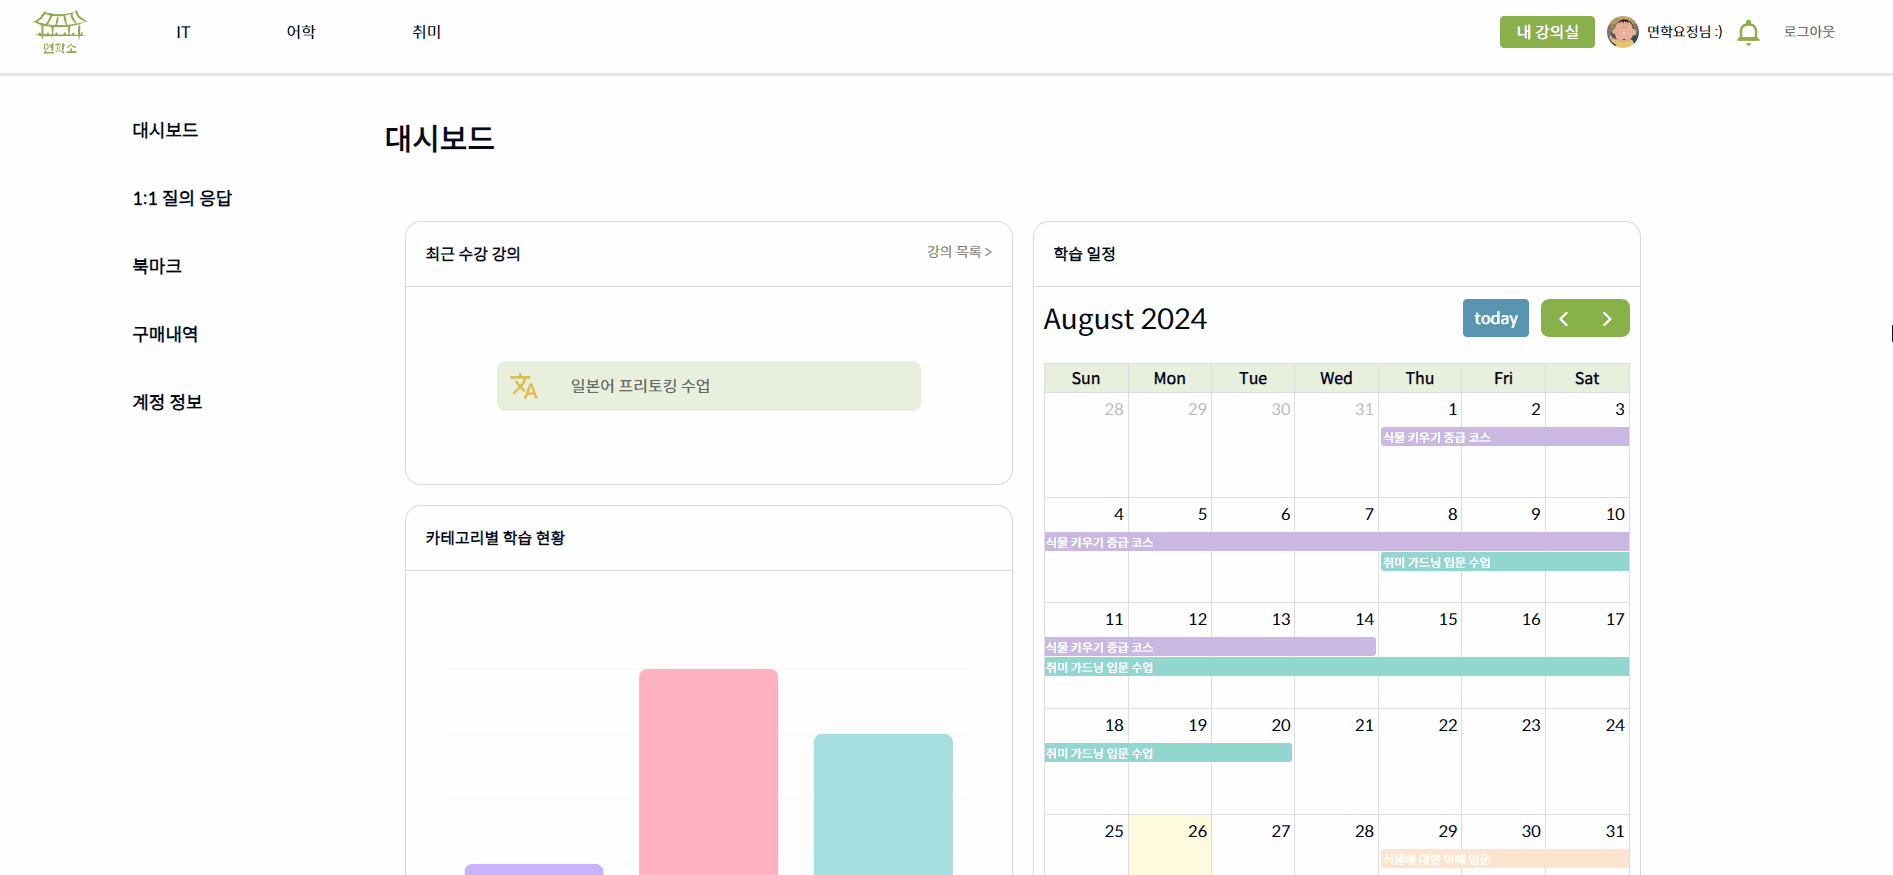 면학소
IT
어학
취미
내 강의실
면학요정님 :)
로그아웃
대시보드
1:1 질의 응답
북마크
구매내역
계정 정보
대시보드
최근 수강 강의
강의 목록 >
일본어 프리토킹 수업
카테고리별 학습 현황
학습 일정
August 2024
today
Sun Mon Tue Wed Thu Fri Sat
28 29 30 31 1 2 3
식물 키우기 중급 코스
4 5 6 7 8 9 10
식물 키우기 중급 코스
취미 가드닝 입문 수업
11 12 13 14 15 16 17
식물 키우기 중급 코스
취미 가드닝 입문 수업
18 19 20 21 22 23 24
취미 가드닝 입문 수업
25 26 27 28 29 30 31
식물에 대한 이해 입문